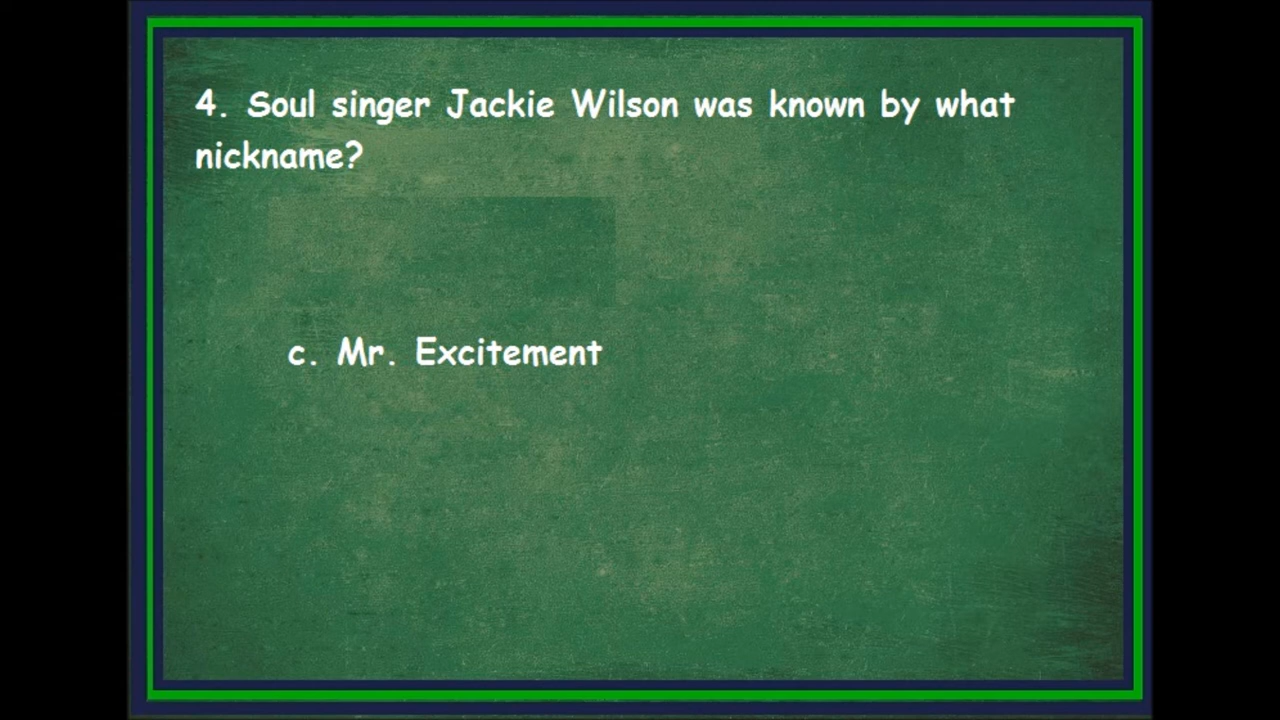 4. Soul singer Jackie Wilson was known by what
nickname?
c. Mr. Excitement